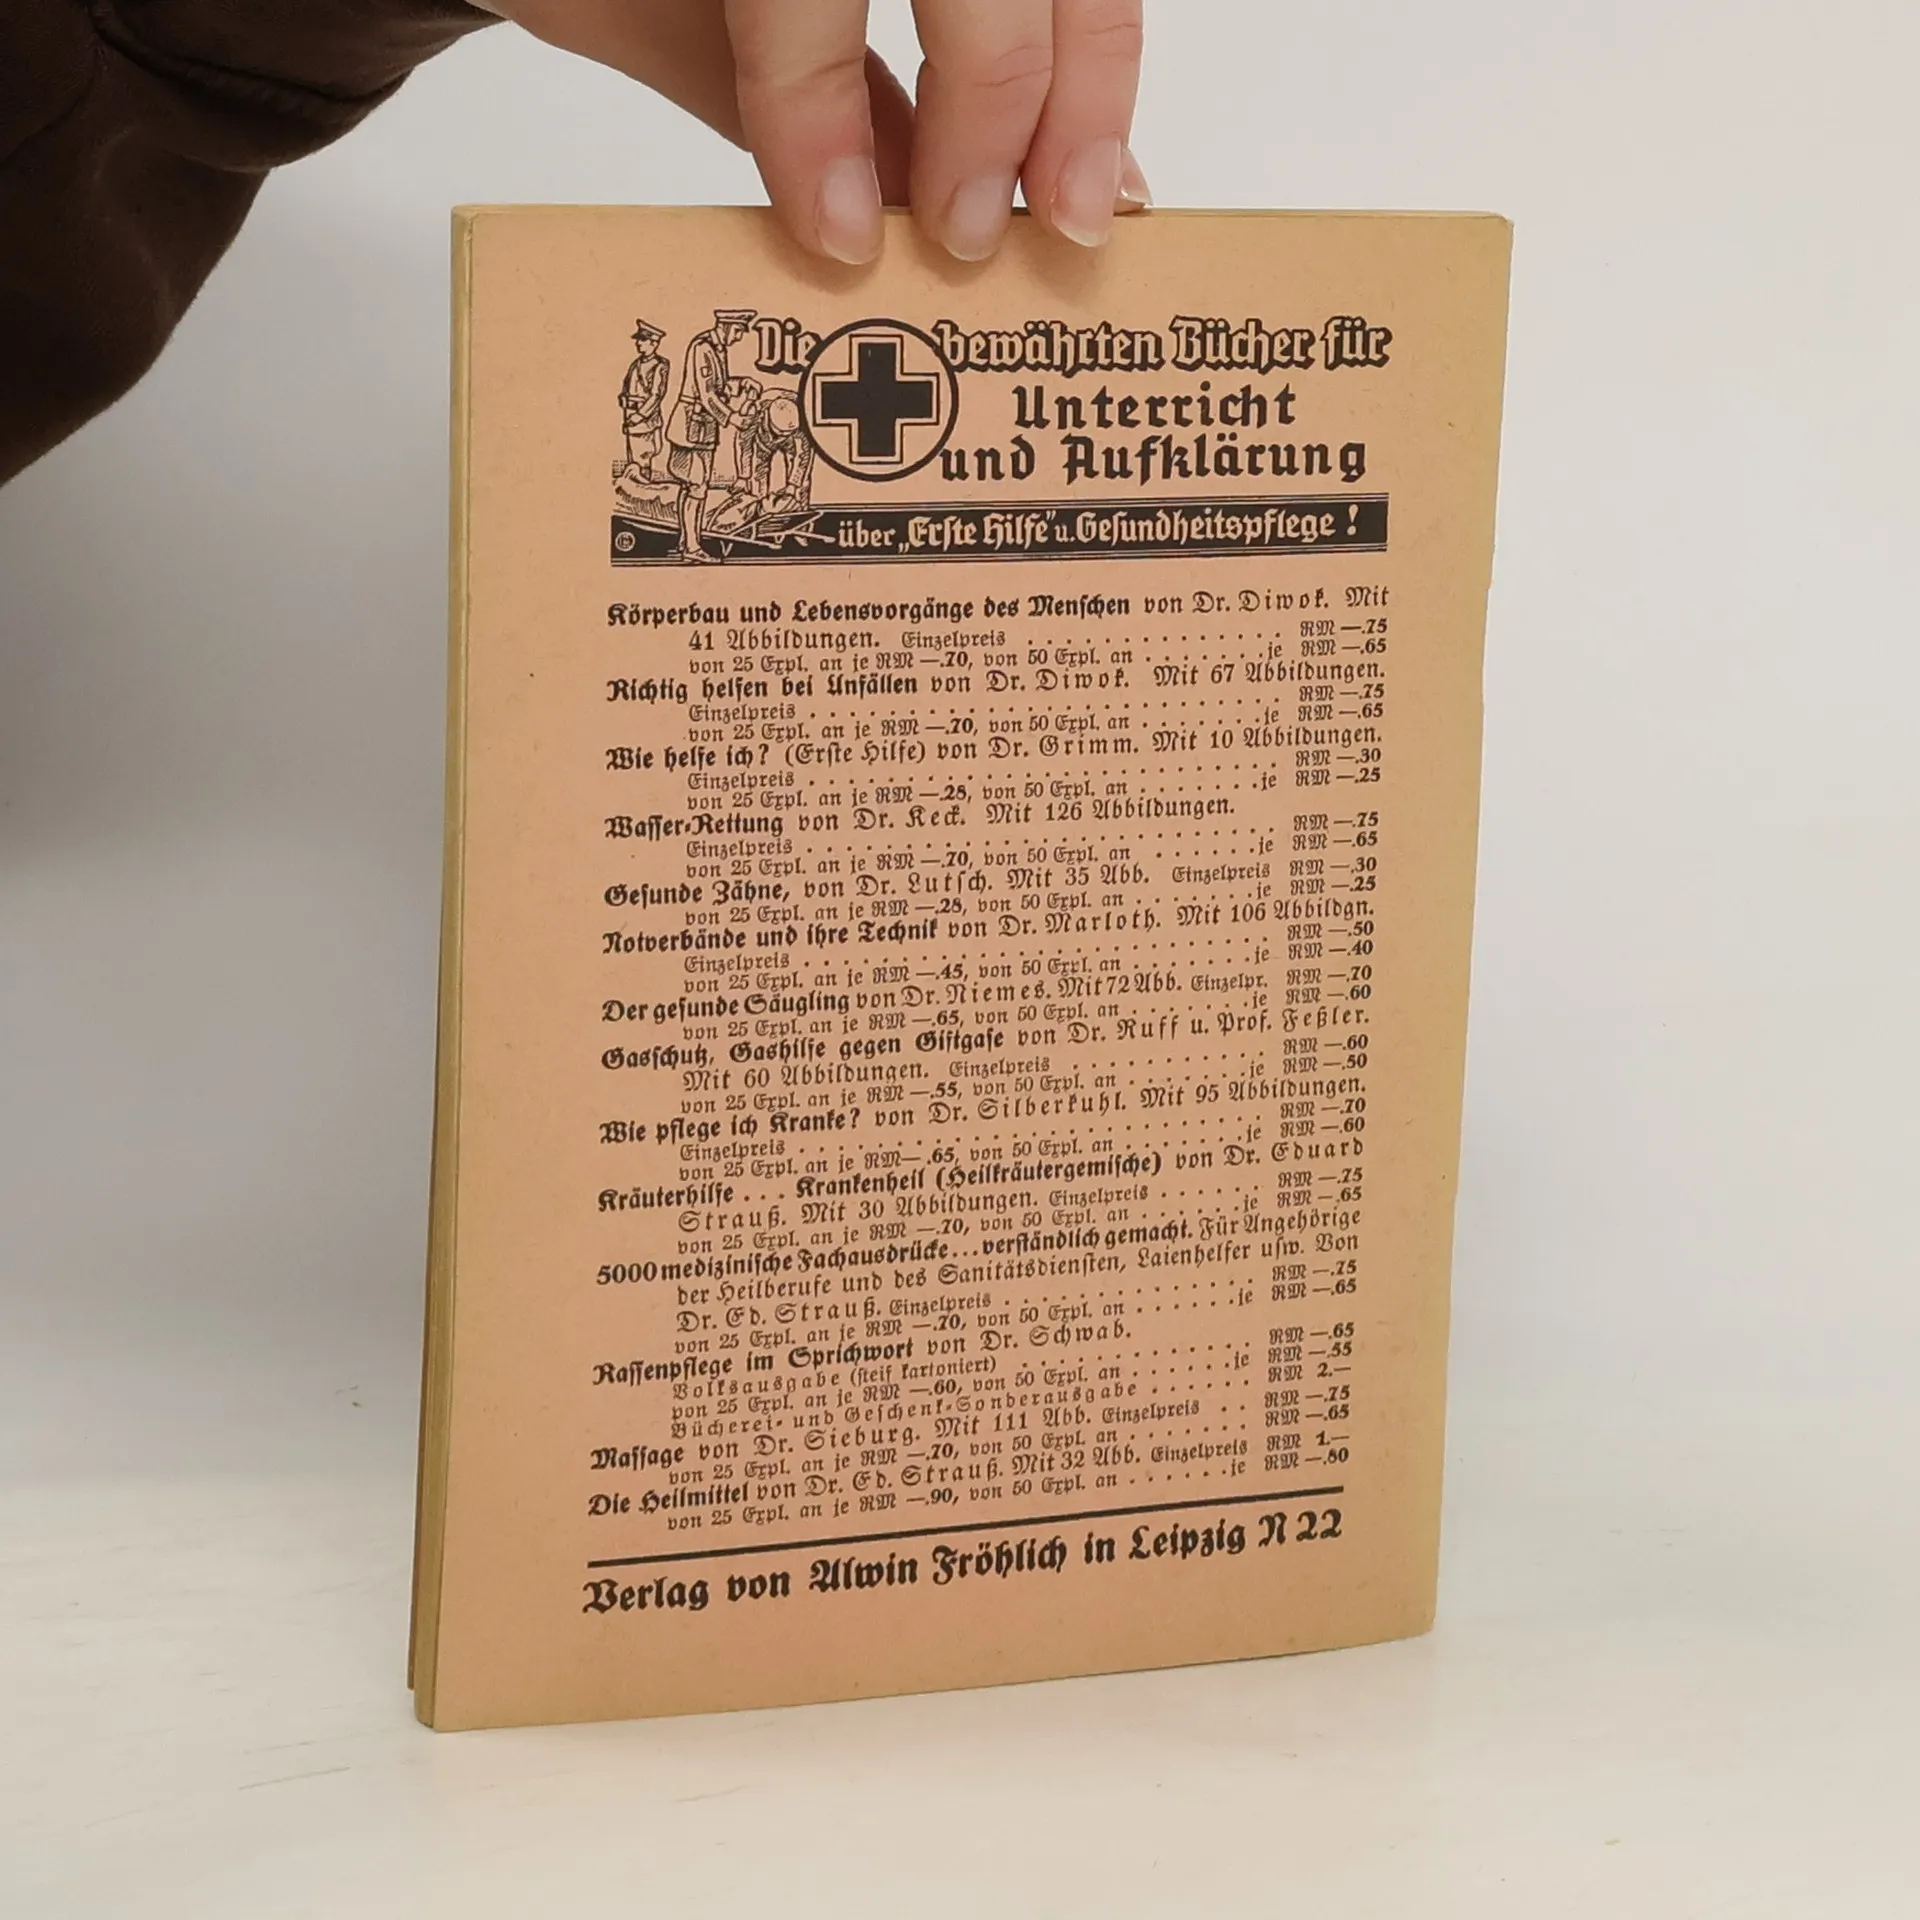 Die bewährten Bücher für
Unterricht
und Aufklärung
über „Erste Hilfe“ u. Gesundheitspflege!
Körperbau und Lebensvorgänge des Menschen von Dr. Diwok. Mit
41 Abbildungen. Einzelpreis . . . . . . . . . . . . . . RM —.75
von 25 Expl. an je RM —.70, von 50 Expl. an . . . . . . . je RM —.65
Richtig helfen bei Unfällen von Dr. Diwok. Mit 67 Abbildungen.
Einzelpreis . . . . . . . . . . . . . . . . . . . . . . . . RM —.75
von 25 Expl. an je RM —.70, von 50 Expl. an . . . . . . . je RM —.65
Wie helfe ich? (Erste Hilfe) von Dr. Grimm. Mit 10 Abbildungen.
Einzelpreis . . . . . . . . . . . . . . . . . . . . . . . . RM —.30
von 25 Expl. an je RM —.28, von 50 Expl. an . . . . . . . je RM —.25
Wasser-Rettung von Dr. Keck. Mit 126 Abbildungen.
Einzelpreis . . . . . . . . . . . . . . . . . . . . . . . . RM —.75
von 25 Expl. an je RM —.70, von 50 Expl. an . . . . . . je RM —.65
Gesunde Zähne, von Dr. Lutsch. Mit 35 Abb. Einzelpreis RM —.30
von 25 Expl. an je RM —.28, von 50 Expl. an . . . . . . . je RM —.25
Notverbände und ihre Technik von Dr. Marloth. Mit 106 Abbildgn.
Einzelpreis . . . . . . . . . . . . . . . . . . . . . . . . RM —.50
von 25 Expl. an je RM —.45, von 50 Expl. an . . . . . . . je RM —.40
Der gesunde Säugling von Dr. Niemes. Mit 72 Abb. Einzelpr. RM —.70
von 25 Expl. an je RM —.65, von 50 Expl. an . . . . . . . je RM —.60
Gasschutz, Gashilfe gegen Giftgase von Dr. Ruff u. Prof. Feßler.
Mit 60 Abbildungen. Einzelpreis . . . . . . . . . . . RM —.60
von 25 Expl. an je RM —.55, von 50 Expl. an . . . . . . . je RM —.50
Wie pflege ich Kranke? von Dr. Silberkuhl. Mit 95 Abbildungen.
Einzelpreis . . . . . . . . . . . . . . . . . . . . . . . . RM —.70
von 25 Expl. an je RM —.65, von 50 Expl. an . . . . . . . je RM —.60
Kräuterhilfe . . . Krankenheil (Heilkräutergemische) von Dr. Eduard
Strauß. Mit 30 Abbildungen. Einzelpreis . . . . . . RM —.75
von 25 Expl. an je RM —.70, von 50 Expl. an . . . . . . je RM —.65
5000 medizinische Fachausdrücke...verständlich gemacht. Für Angehörige
der Heilberufe und des Sanitätsdiensten, Laienhelfer usw. Von
Dr. Ed. Strauß. Einzelpreis . . . . . . . . . . . . . . RM —.75
von 25 Expl. an je RM —.70, von 50 Expl. an . . . . . . je RM —.65
Rassenpflege im Sprichwort von Dr. Schwab.
Volksausgabe (steif kartoniert) . . . . . . . . . . . . RM —.65
von 25 Expl. an je RM —.60, von 50 Expl. an . . . . . . je RM —.55
Bücherei- und Geschenk-Sonderausgabe . . . . . . RM 2.—
Massage von Dr. Sieburg. Mit 111 Abb. Einzelpreis . . RM —.75
von 25 Expl. an je RM —.70, von 50 Expl. an . . . . . . . RM —.65
Die Heilmittel von Dr. Ed. Strauß. Mit 32 Abb. Einzelpreis RM 1.—
von 25 Expl. an je RM —.90, von 50 Expl. an . . . . . . je RM —.80
Verlag von Alwin Fröhlich in Leipzig N 22